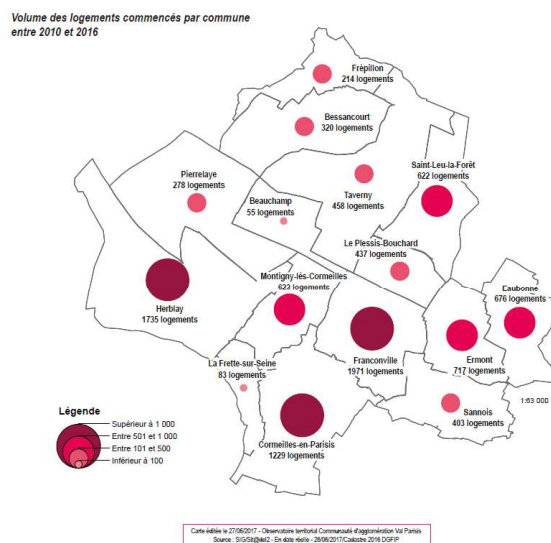 Volume des logements commencés par commune
entre 2010 et 2016
Frépillon
214 logements
Bessancourt
320 logements
Saint-Leu-la-Forêt
622 logements
Pierrelaye
278 logements
Taverny
458 logements
Beauchamp
55 logements
Le Plessis-Bouchard
437 logements
Montigny-lés-Cormeilles
623 logements
Eaubonne
676 logements
Herblay
1735 logements
Franconville
1971 logements
Ermont
717 logements
La Frette-sur-Seine
83 logements
1:63 000
Sannois
403 logements
Cormeilles-en-Parisis
1229 logements
Légende
Supérieur à 1 000
Entre 501 et 1 000
Entre 101 et 500
Inférieur à 100
Carte éditée le 27/06/2017 - Observatoire territorial Communauté d'agglomération Val Parisis
Source : SIG/Sit@del2 - En date réelle - 26/06/2017/Cadastre 2016 DGFIP